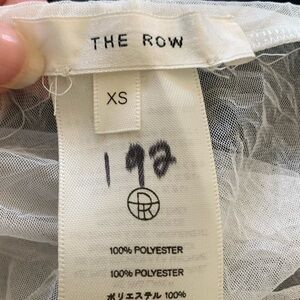 THE ROW
XS
192
100% POLYESTER
100% POLYESTER
ポリエステル 100%